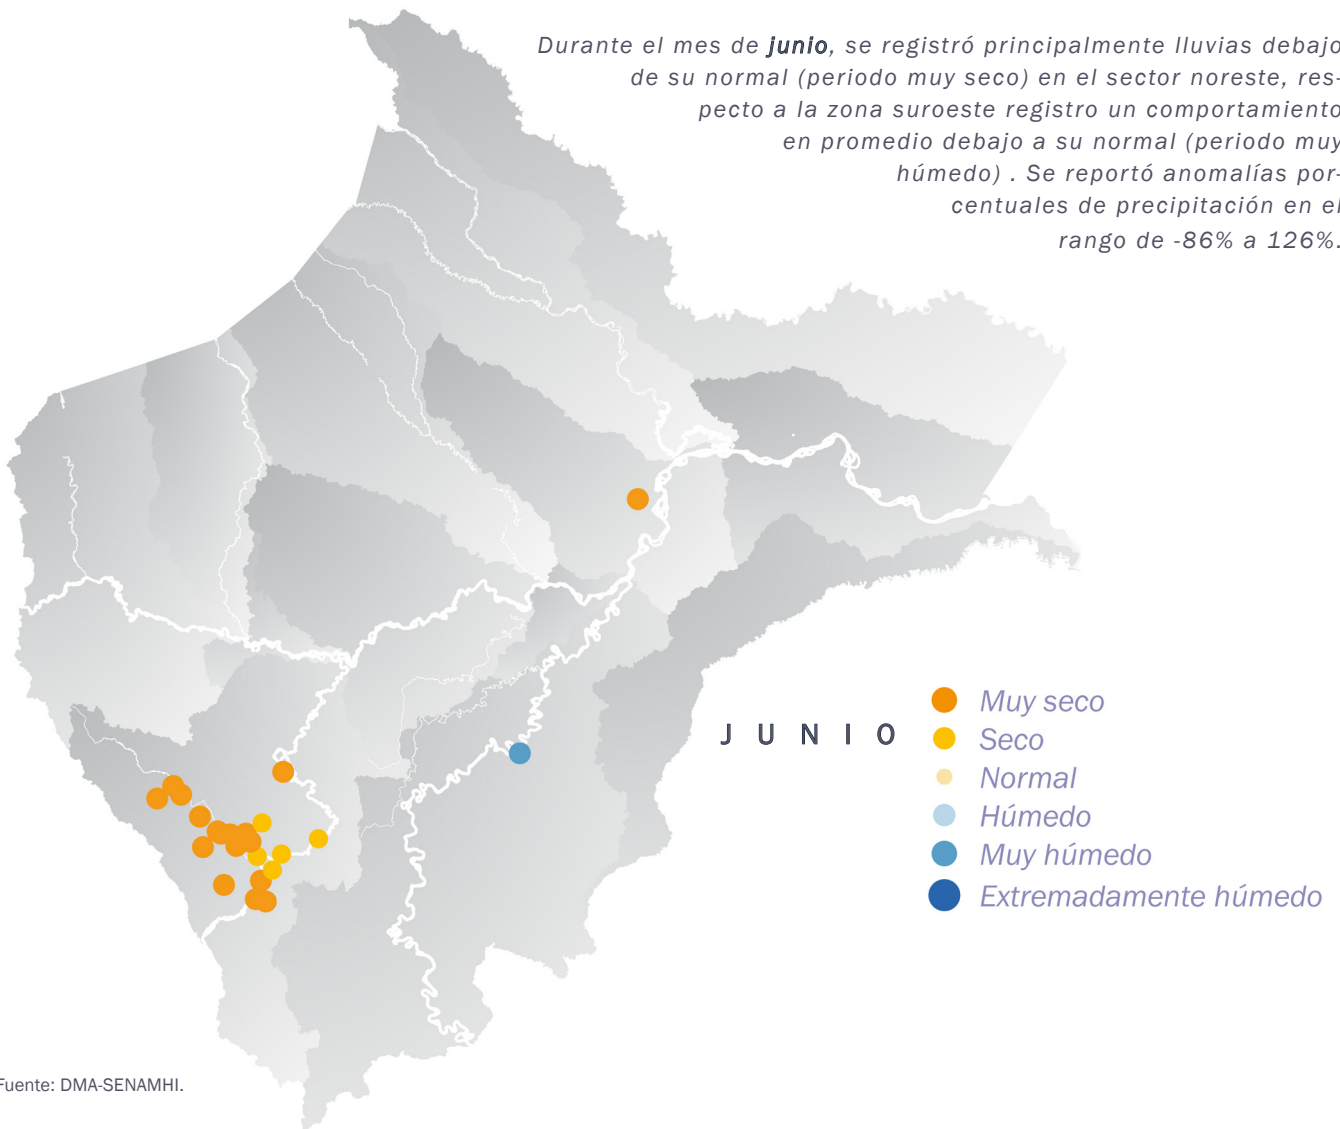 Durante el mes de junio, se registró principalmente lluvias debajo
de su normal (periodo muy seco) en el sector noreste, res-
pecto a la zona suroeste registro un comportamiento
en promedio debajo a su normal (periodo muy
húmedo) . Se reportó anomalías por-
centuales de precipitación en el
rango de -86% a 126%.
JUNIO
Muy seco
Seco
Normal
Húmedo
Muy húmedo
Extremadamente húmedo
Fuente: DMA-SENAMHI.